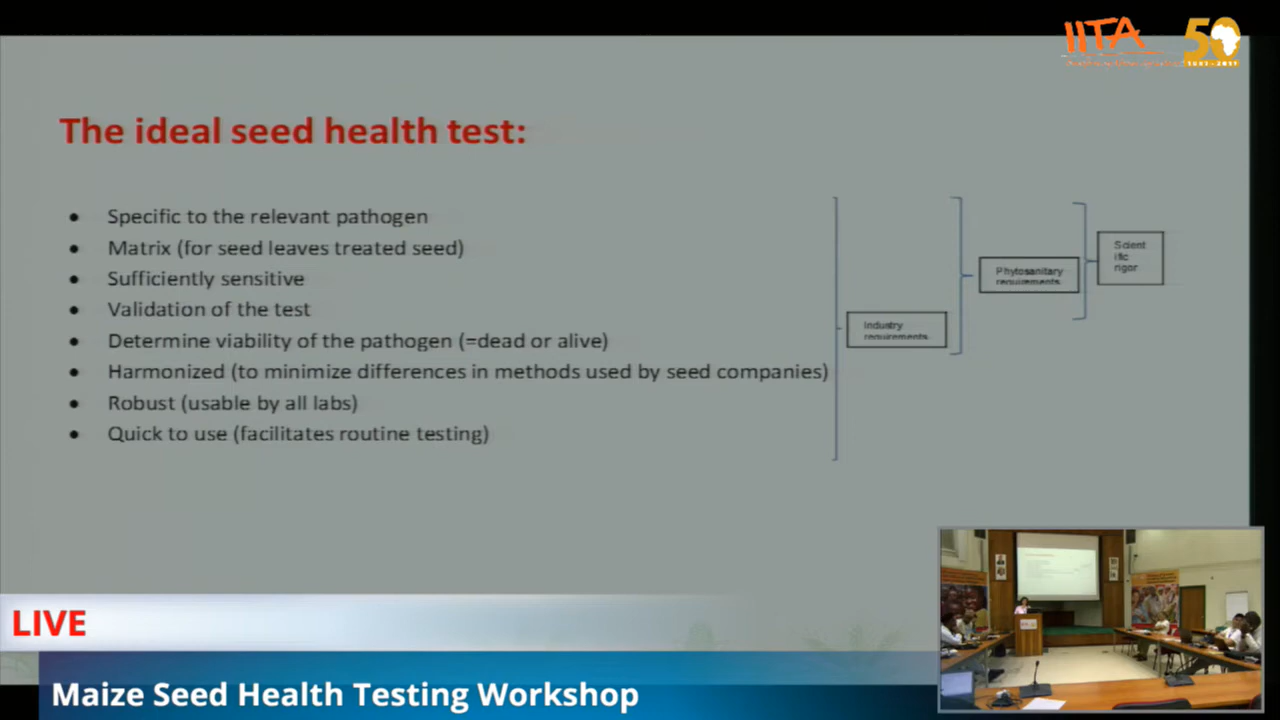 IITA 50
The ideal seed health test:
• Specific to the relevant pathogen
• Matrix (for seed leaves treated seed)
• Sufficiently sensitive
• Validation of the test
• Determine viability of the pathogen (=dead or alive)
• Harmonized (to minimize differences in methods used by seed companies)
• Robust (usable by all labs)
• Quick to use (facilitates routine testing)
Scient
ific
rigor
Phytosanitary
requirements
Industry
requirements
LIVE
Maize Seed Health Testing Workshop